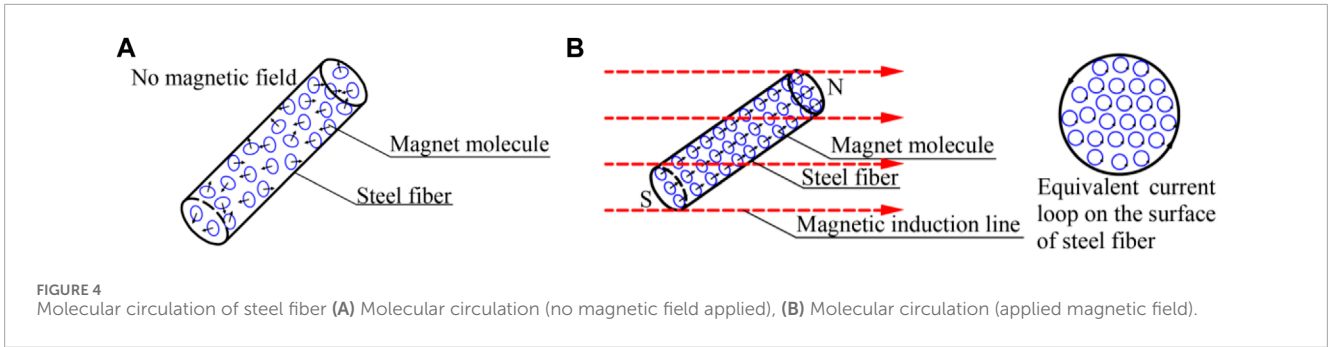 A
No magnetic field
Magnet molecule
Steel fiber
B
N
Magnet molecule
Steel fiber
S
Magnetic induction line
Equivalent current
loop on the surface
of steel fiber
FIGURE 4
Molecular circulation of steel fiber (A) Molecular circulation (no magnetic field applied), (B) Molecular circulation (applied magnetic field).